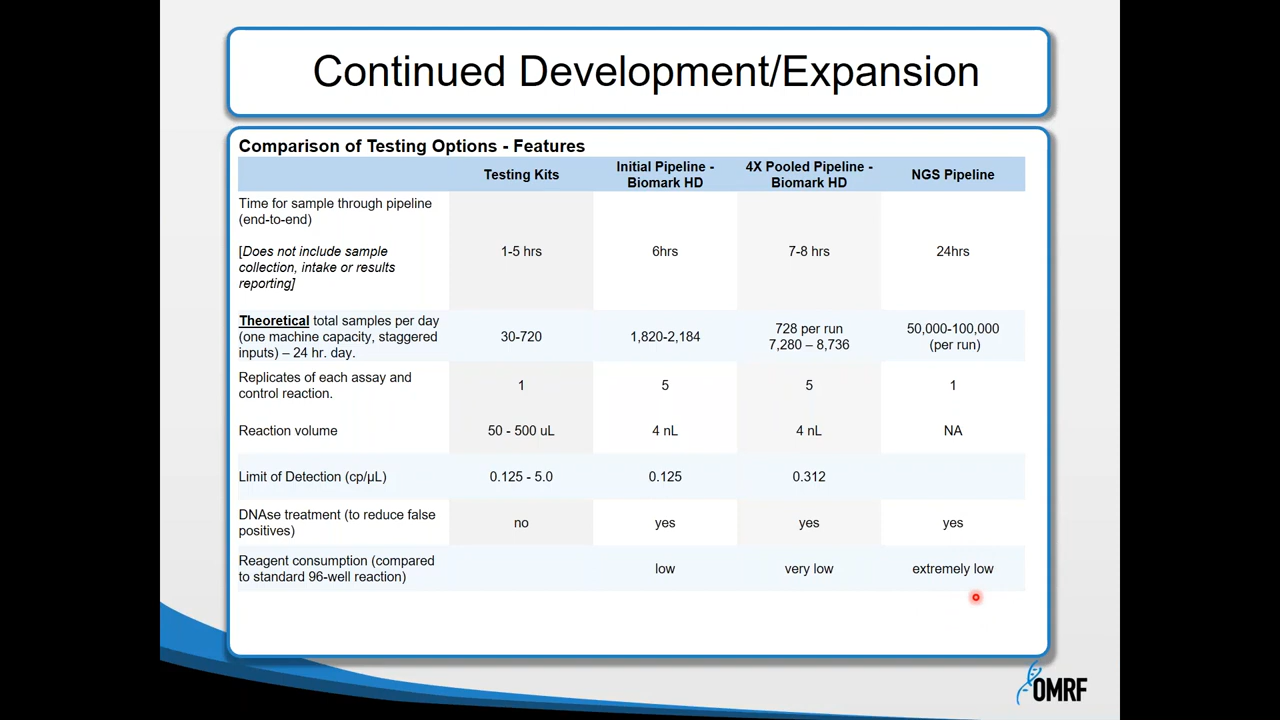 Continued Development/Expansion
Comparison of Testing Options - Features
Testing Kits
Initial Pipeline -
Biomark HD
4X Pooled Pipeline -
Biomark HD
NGS Pipeline
Time for sample through pipeline
(end-to-end)
[Does not include sample
collection, intake or results
reporting]
1-5 hrs
6hrs
7-8 hrs
24hrs
Theoretical total samples per day
(one machine capacity, staggered
inputs) – 24 hr. day.
30-720
1,820-2,184
728 per run
7,280 – 8,736
50,000-100,000
(per run)
Replicates of each assay and
control reaction.
1
5
5
1
Reaction volume
50 - 500 uL
4 nL
4 nL
NA
Limit of Detection (cp/µL)
0.125 - 5.0
0.125
0.312
DNAse treatment (to reduce false
positives)
no
yes
yes
yes
Reagent consumption (compared
to standard 96-well reaction)
low
very low
extremely low
OMRF